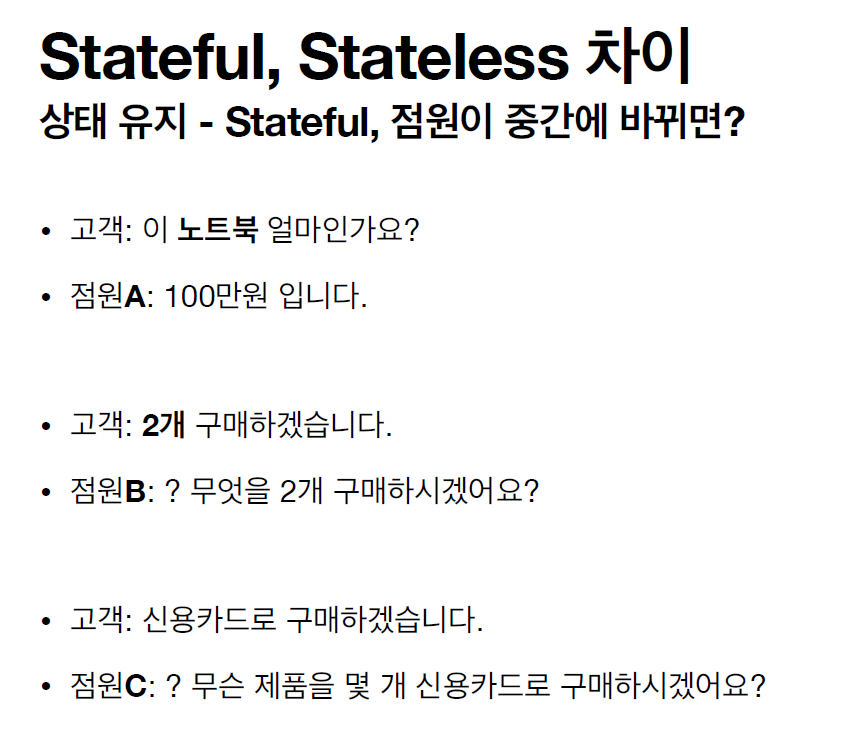 Stateful, Stateless 차이
상태 유지 - Stateful, 점원이 중간에 바뀌면?
• 고객: 이 노트북 얼마인가요?
• 점원A: 100만원 입니다.
• 고객: 2개 구매하겠습니다.
• 점원B: ? 무엇을 2개 구매하시겠어요?
• 고객: 신용카드로 구매하겠습니다.
• 점원C: ? 무슨 제품을 몇 개 신용카드로 구매하시겠어요?